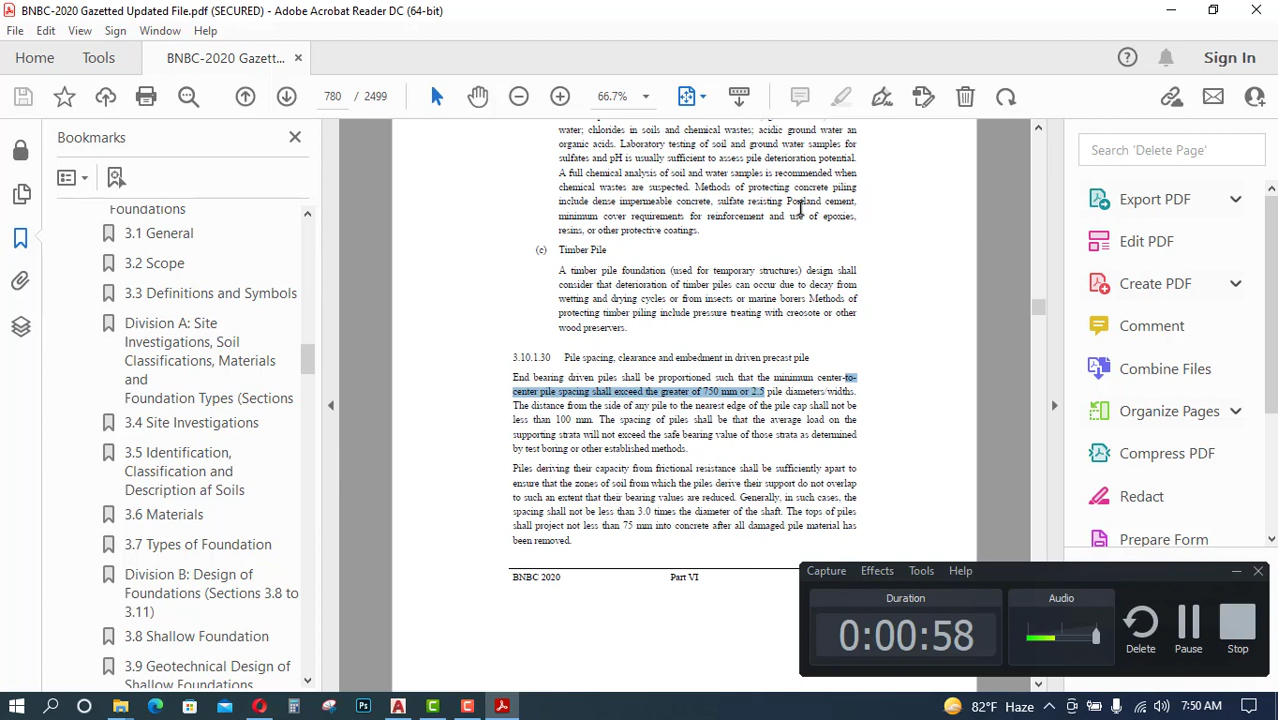 BNBC-2020 Gazetted Updated File.pdf (SECURED) - Adobe Acrobat Reader DC (64-bit)
File Edit View Sign Window Help
Home Tools BNBC-2020 Gazett... Sign In
780 / 2499 66.7%
Bookmarks
Foundations
3.1 General
3.2 Scope
3.3 Definitions and Symbols
Division A: Site
Investigations, Soil
Classifications, Materials
and
Foundation Types (Sections
3.4 Site Investigations
3.5 Identification,
Classification and
Description af Soils
3.6 Materials
3.7 Types of Foundation
Division B: Design of
Foundations (Sections 3.8 to
3.11)
3.8 Shallow Foundation
3.9 Geotechnical Design of
Shallow Foundations
water; chlorides in soils and chemical wastes; acidic ground water an
organic acids. Laboratory testing of soil and ground water samples for
sulfates and pH is usually sufficient to assess pile deterioration potential.
A full chemical analysis of soil and water samples is recommended when
chemical wastes are suspected. Methods of protecting concrete piling
include dense impermeable concrete, sulfate resisting Portland cement,
minimum cover requirements for reinforcement and use of epoxies,
resins, or other protective coatings.
(c) Timber Pile
A timber pile foundation (used for temporary structures) design shall
consider that deterioration of timber piles can occur due to decay from
wetting and drying cycles or from insects or marine borers Methods of
protecting timber piling include pressure treating with creosote or other
wood preservers.
3.10.1.30 Pile spacing, clearance and embedment in driven precast pile
End bearing driven piles shall be proportioned such that the minimum center-to-
center pile spacing shall exceed the greater of 750 mm or 2.5 pile diameters/widths.
The distance from the side of any pile to the nearest edge of the pile cap shall not be
less than 100 mm. The spacing of piles shall be that the average load on the
supporting strata will not exceed the safe bearing value of those strata as determined
by test boring or other established methods.
Piles deriving their capacity from frictional resistance shall be sufficiently apart to
ensure that the zones of soil from which the piles derive their support do not overlap
to such an extent that their bearing values are reduced. Generally, in such cases, the
spacing shall not be less than 3.0 times the diameter of the shaft. The tops of piles
shall project not less than 75 mm into concrete after all damaged pile material has
been removed.
BNBC 2020 Part VI
Search 'Delete Page'
Export PDF
Edit PDF
Create PDF
Comment
Combine Files
Organize Pages
Compress PDF
Redact
Prepare Form
Capture Effects Tools Help
Duration Audio
0:00:58
Delete Pause Stop
82°F Haze 7:50 AM